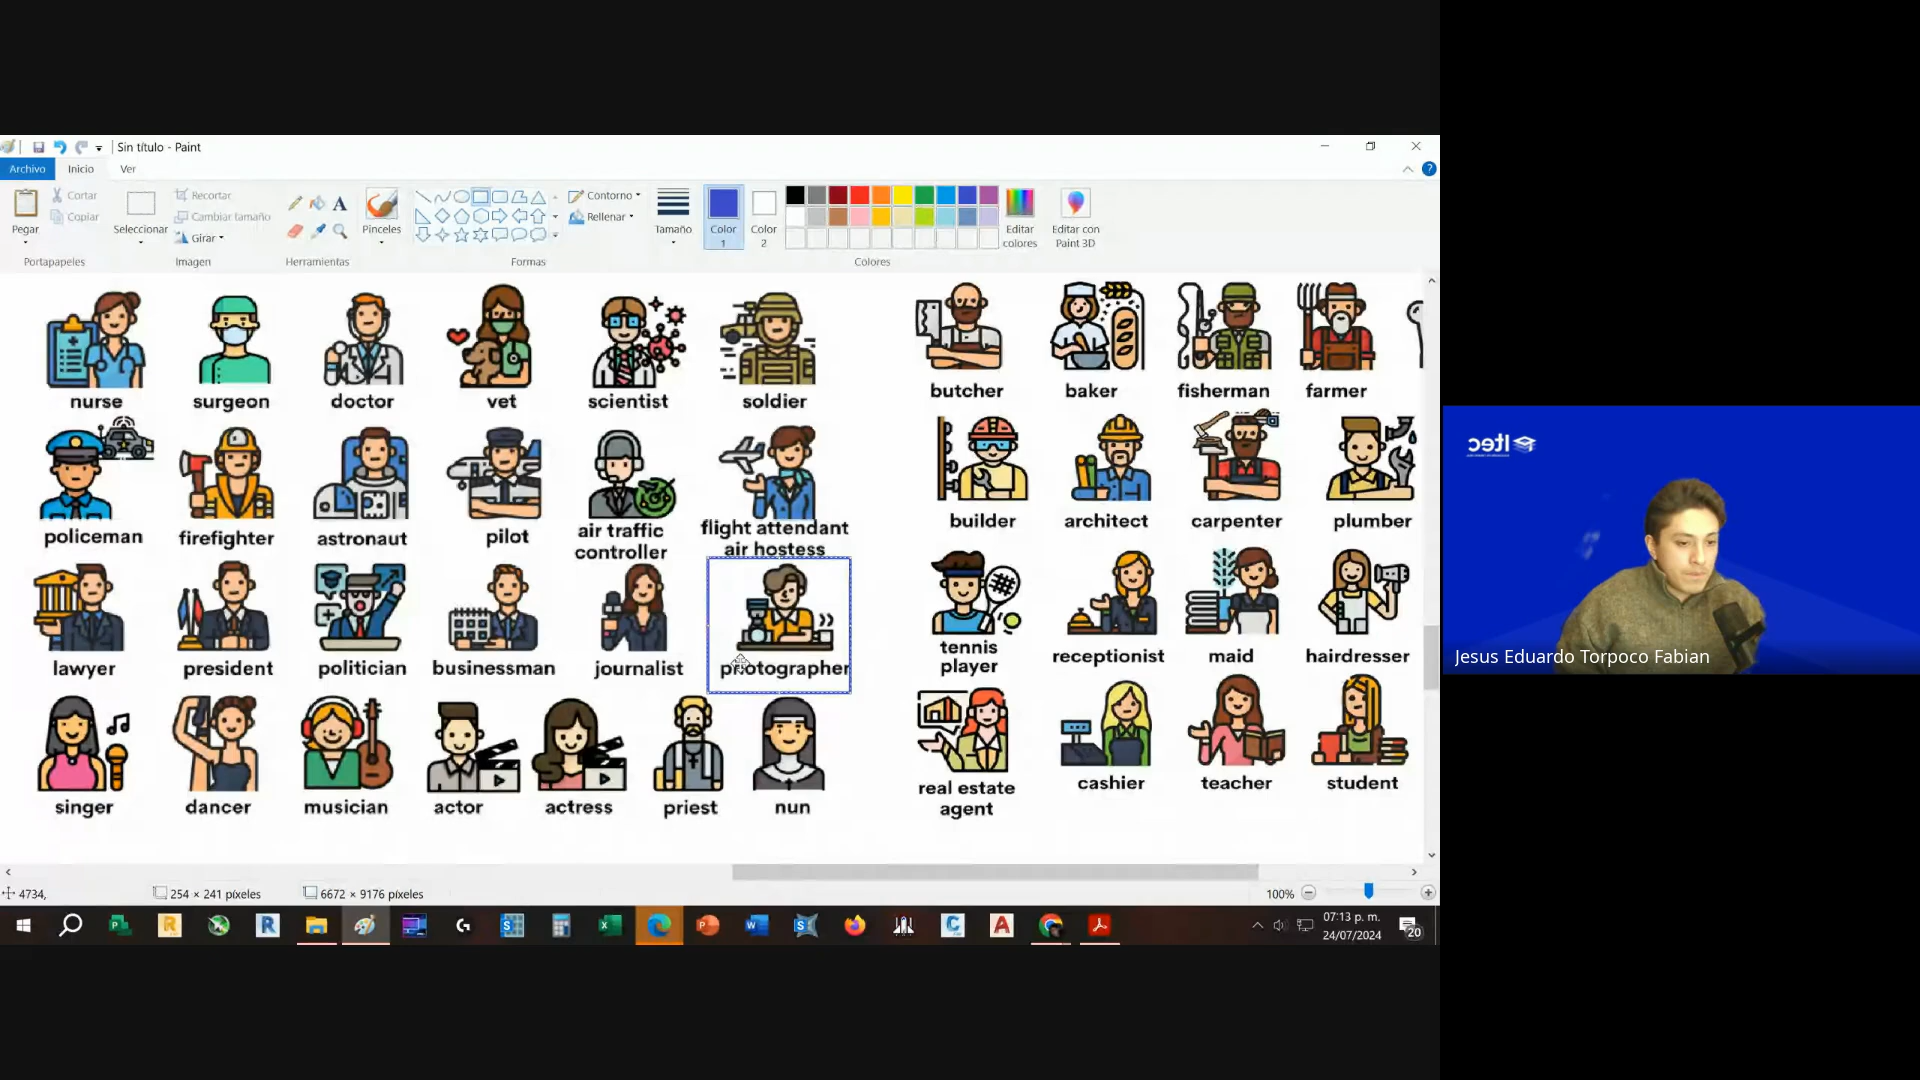 Sin título - Paint
Archivo Inicio Ver
Pegar
Cortar
Copiar
Portapapeles
Seleccionar
Recortar
Cambiar tamaño
Girar
Imagen
A
Herramientas
Pinceles
Contorno
Rellenar
Formas
Tamaño
Color 1
Color 2
Editar colores
Editar con Paint 3D
Colores
nurse surgeon doctor vet scientist soldier
policeman firefighter astronaut pilot air traffic controller flight attendant air hostess
lawyer president politician businessman journalist photographer
singer dancer musician actor actress priest nun
butcher baker fisherman farmer
builder architect carpenter plumber
tennis player receptionist maid hairdresser
real estate agent cashier teacher student
4734, 254 × 241 píxeles 6672 × 9176 píxeles 100%
07:13 p. m.
24/07/2024
20
Itec
Jesus Eduardo Torpoco Fabian